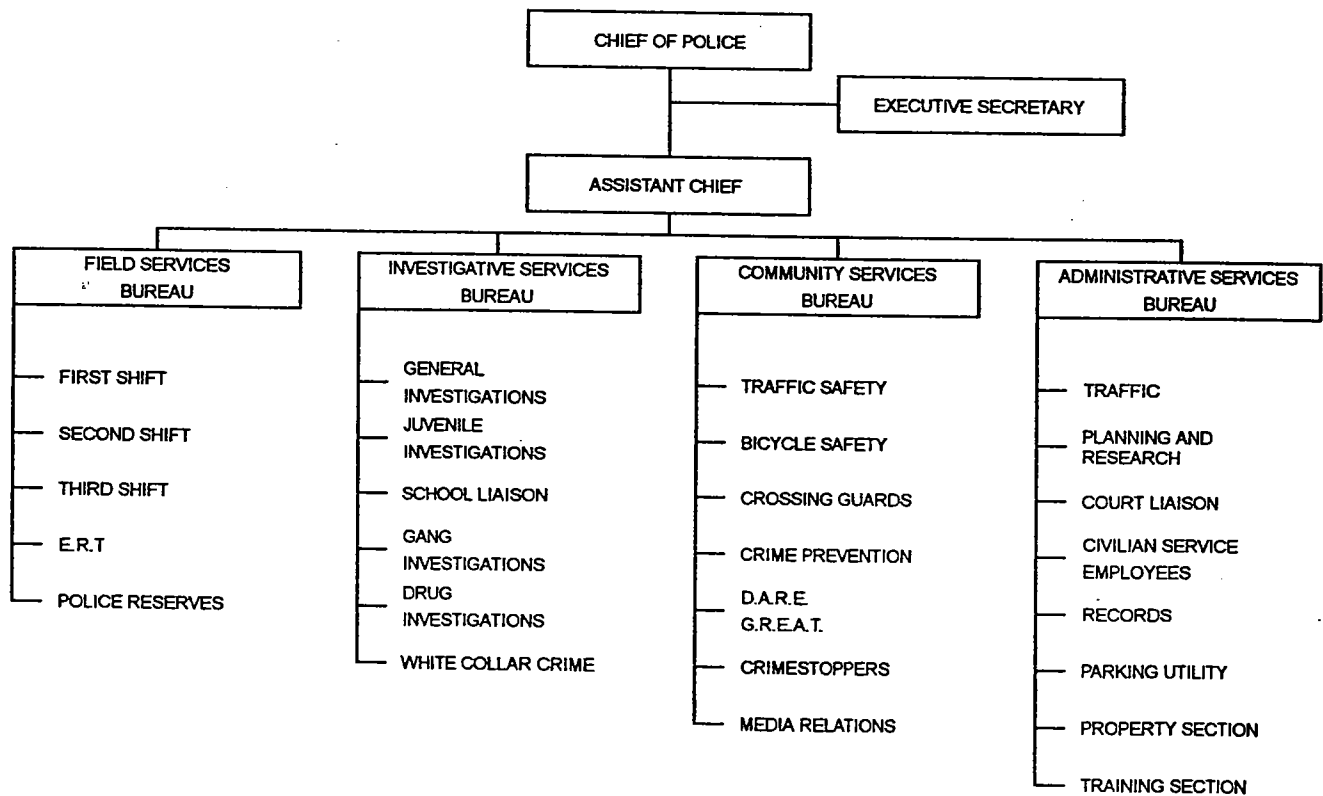 CHIEF OF POLICE
EXECUTIVE SECRETARY
ASSISTANT CHIEF
FIELD SERVICES
BUREAU
FIRST SHIFT
SECOND SHIFT
THIRD SHIFT
E.R.T
POLICE RESERVES
INVESTIGATIVE SERVICES
BUREAU
GENERAL
INVESTIGATIONS
JUVENILE
INVESTIGATIONS
SCHOOL LIAISON
GANG
INVESTIGATIONS
DRUG
INVESTIGATIONS
WHITE COLLAR CRIME
COMMUNITY SERVICES
BUREAU
TRAFFIC SAFETY
BICYCLE SAFETY
CROSSING GUARDS
CRIME PREVENTION
D.A.R.E.
G.R.E.A.T.
CRIMESTOPPERS
MEDIA RELATIONS
ADMINISTRATIVE SERVICES
BUREAU
TRAFFIC
PLANNING AND
RESEARCH
COURT LIAISON
CIVILIAN SERVICE
EMPLOYEES
RECORDS
PARKING UTILITY
PROPERTY SECTION
TRAINING SECTION